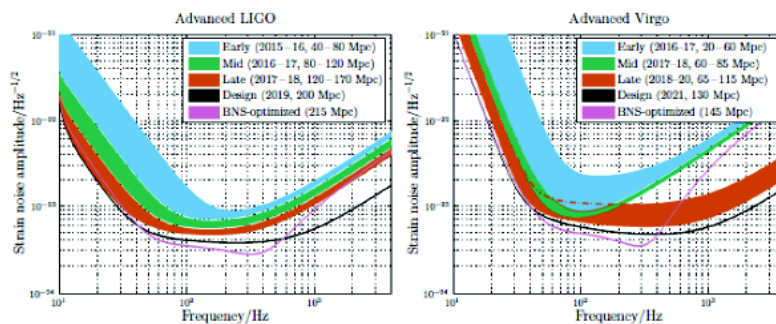 Advanced LIGO
Early (2015−16, 40−80 Mpc)
Mid (2016−17, 80−120 Mpc)
Late (2017−18, 120−170 Mpc)
Design (2019, 200 Mpc)
BNS-optimized (215 Mpc)
Strain noise amplitude/Hz^−1/2
10^−21
10^−22
10^−23
10^−24
10^1
10^2
10^3
Frequency/Hz
Advanced Virgo
Early (2016−17, 20−60 Mpc)
Mid (2017−18, 60−85 Mpc)
Late (2018−20, 65−115 Mpc)
Design (2021, 130 Mpc)
BNS-optimized (145 Mpc)
Strain noise amplitude/Hz^−1/2
10^−21
10^−22
10^−23
10^−24
10^1
10^2
10^3
Frequency/Hz